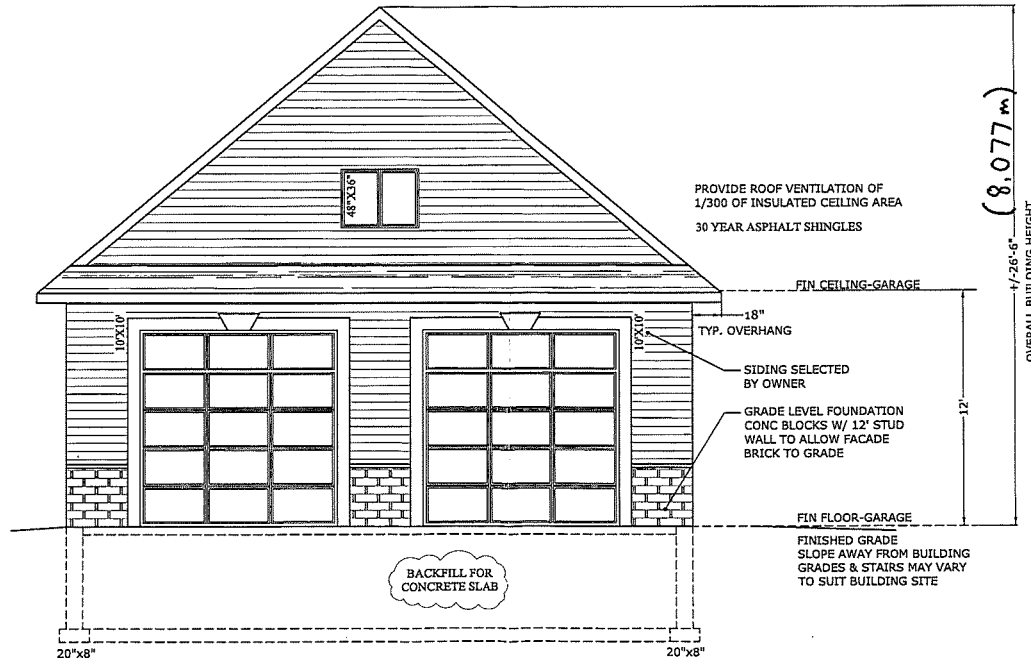 (8,077 m)
+/-26'-6"
OVERALL BUILDING HEIGHT
48"X36"
PROVIDE ROOF VENTILATION OF
1/300 OF INSULATED CEILING AREA
30 YEAR ASPHALT SHINGLES
FIN CEILING-GARAGE
18"
TYP. OVERHANG
10'X10'
10'X10'
SIDING SELECTED
BY OWNER
12'
GRADE LEVEL FOUNDATION
CONC BLOCKS W/ 12' STUD
WALL TO ALLOW FACADE
BRICK TO GRADE
FIN FLOOR-GARAGE
FINISHED GRADE
SLOPE AWAY FROM BUILDING
GRADES & STAIRS MAY VARY
TO SUIT BUILDING SITE
BACKFILL FOR
CONCRETE SLAB
20"x8"
20"x8"